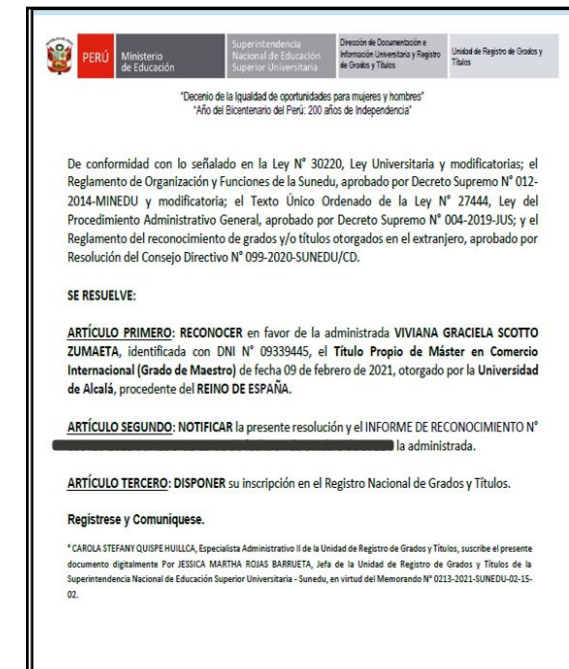 PERÚ
Ministerio
de Educación
Superintendencia
Nacional de Educación
Superior Universitaria
Dirección de Documentación e
Información Universitaria y Registro
de Grados y Títulos
Unidad de Registro de Grados y
Títulos
"Decenio de la Igualdad de oportunidades para mujeres y hombres"
"Año del Bicentenario del Perú: 200 años de Independencia"
De conformidad con lo señalado en la Ley N° 30220, Ley Universitaria y modificatorias; el
Reglamento de Organización y Funciones de la Sunedu, aprobado por Decreto Supremo N° 012-
2014-MINEDU y modificatoria; el Texto Único Ordenado de la Ley N° 27444, Ley del
Procedimiento Administrativo General, aprobado por Decreto Supremo N° 004-2019-JUS; y el
Reglamento del reconocimiento de grados y/o títulos otorgados en el extranjero, aprobado por
Resolución del Consejo Directivo N° 099-2020-SUNEDU/CD.
SE RESUELVE:
ARTÍCULO PRIMERO: RECONOCER en favor de la administrada VIVIANA GRACIELA SCOTTO
ZUMAETA, identificada con DNI N° 09339445, el Título Propio de Máster en Comercio
Internacional (Grado de Maestro) de fecha 09 de febrero de 2021, otorgado por la Universidad
de Alcalá, procedente del REINO DE ESPAÑA.
ARTÍCULO SEGUNDO: NOTIFICAR la presente resolución y el INFORME DE RECONOCIMIENTO N°
la administrada.
ARTÍCULO TERCERO: DISPONER su inscripción en el Registro Nacional de Grados y Títulos.
Regístrese y Comuníquese.
* CAROLA STEFANY QUISPE HUILLCA, Especialista Administrativo II de la Unidad de Registro de Grados y Títulos, suscribe el presente
documento digitalmente Por JESSICA MARTHA ROJAS BARRUETA, Jefa de la Unidad de Registro de Grados y Títulos de la
Superintendencia Nacional de Educación Superior Universitaria - Sunedu, en virtud del Memorando N° 0213-2021-SUNEDU-02-15-
02.